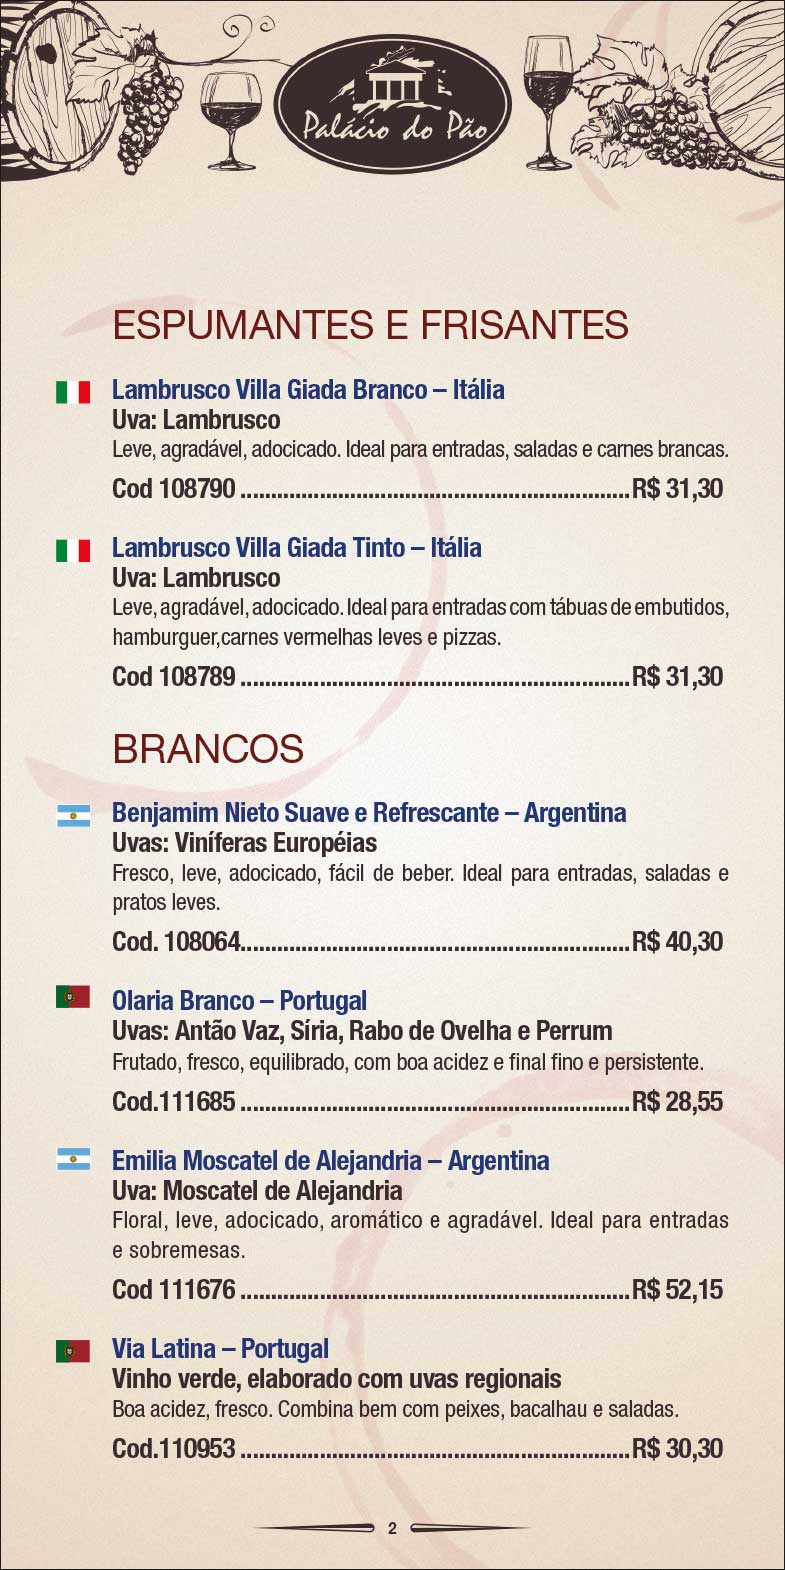 Palácio do Pão
ESPUMANTES E FRISANTES
Lambrusco Villa Giada Branco – Itália
Uva: Lambrusco
Leve, agradável, adocicado. Ideal para entradas, saladas e carnes brancas.
Cod 108790 ................................................................ R$ 31,30
Lambrusco Villa Giada Tinto – Itália
Uva: Lambrusco
Leve, agradável, adocicado. Ideal para entradas com tábuas de embutidos,
hamburguer,carnes vermelhas leves e pizzas.
Cod 108789 ................................................................ R$ 31,30
BRANCOS
Benjamim Nieto Suave e Refrescante – Argentina
Uvas: Viníferas Européias
Fresco, leve, adocicado, fácil de beber. Ideal para entradas, saladas e
pratos leves.
Cod. 108064................................................................ R$ 40,30
Olaria Branco – Portugal
Uvas: Antão Vaz, Síria, Rabo de Ovelha e Perrum
Frutado, fresco, equilibrado, com boa acidez e final fino e persistente.
Cod.111685 ................................................................ R$ 28,55
Emilia Moscatel de Alejandria – Argentina
Uva: Moscatel de Alejandria
Floral, leve, adocicado, aromático e agradável. Ideal para entradas
e sobremesas.
Cod 111676 ................................................................ R$ 52,15
Via Latina – Portugal
Vinho verde, elaborado com uvas regionais
Boa acidez, fresco. Combina bem com peixes, bacalhau e saladas.
Cod.110953 ................................................................ R$ 30,30
2